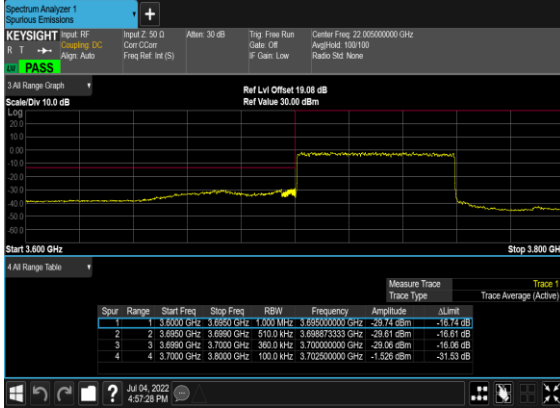 Spectrum Analyzer 1
Spurious Emissions
+
KEYSIGHT Input: RF
R T Coupling: DC
Align: Auto
Input Z: 50 Ω
Corr CCorr
Freq Ref: Int (S)
Atten: 30 dB
Trig: Free Run
Gate: Off
IF Gain: Low
Center Freq: 22.005000000 GHz
Avg|Hold: 100/100
Radio Std: None
PASS
3 All Range Graph
Ref Lvl Offset 19.08 dB
Scale/Div 10.0 dB
Ref Value 30.00 dBm
Log
20.0
10.0
0.00
-10.0
-20.0
-30.0
-40.0
-50.0
-60.0
Start 3.600 GHz
Stop 3.800 GH
4 All Range Table
Measure Trace Trace 1
Trace Type Trace Average (Active)
Spur Range Start Freq Stop Freq RBW Frequency Amplitude ΔLimit
1 1 3.6000 GHz 3.6950 GHz 1.000 MHz 3.695000000 GHz -29.74 dBm -16.74 dB
2 2 3.6950 GHz 3.6990 GHz 510.0 kHz 3.698873333 GHz -29.61 dBm -16.61 dB
3 3 3.6990 GHz 3.7000 GHz 360.0 kHz 3.700000000 GHz -29.06 dBm -16.06 dB
4 4 3.7000 GHz 3.8000 GHz 100.0 kHz 3.702500000 GHz -1.526 dBm -31.53 dB
?
Jul 04, 2022
4:57:28 PM